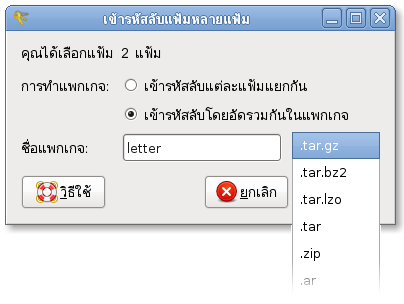 เข้ารหัสลับแฟ้มหลายแฟ้ม
คุณได้เลือกแฟ้ม 2 แฟ้ม
การทำแพกเกจ: เข้ารหัสลับแต่ละแฟ้มแยกกัน
เข้ารหัสลับโดยอัดรวมกันในแพกเกจ
ชื่อแพกเกจ: letter .tar.gz
.tar.bz2
.tar.lzo
.tar
.zip
.ar
วิธีใช้ ยกเลิก